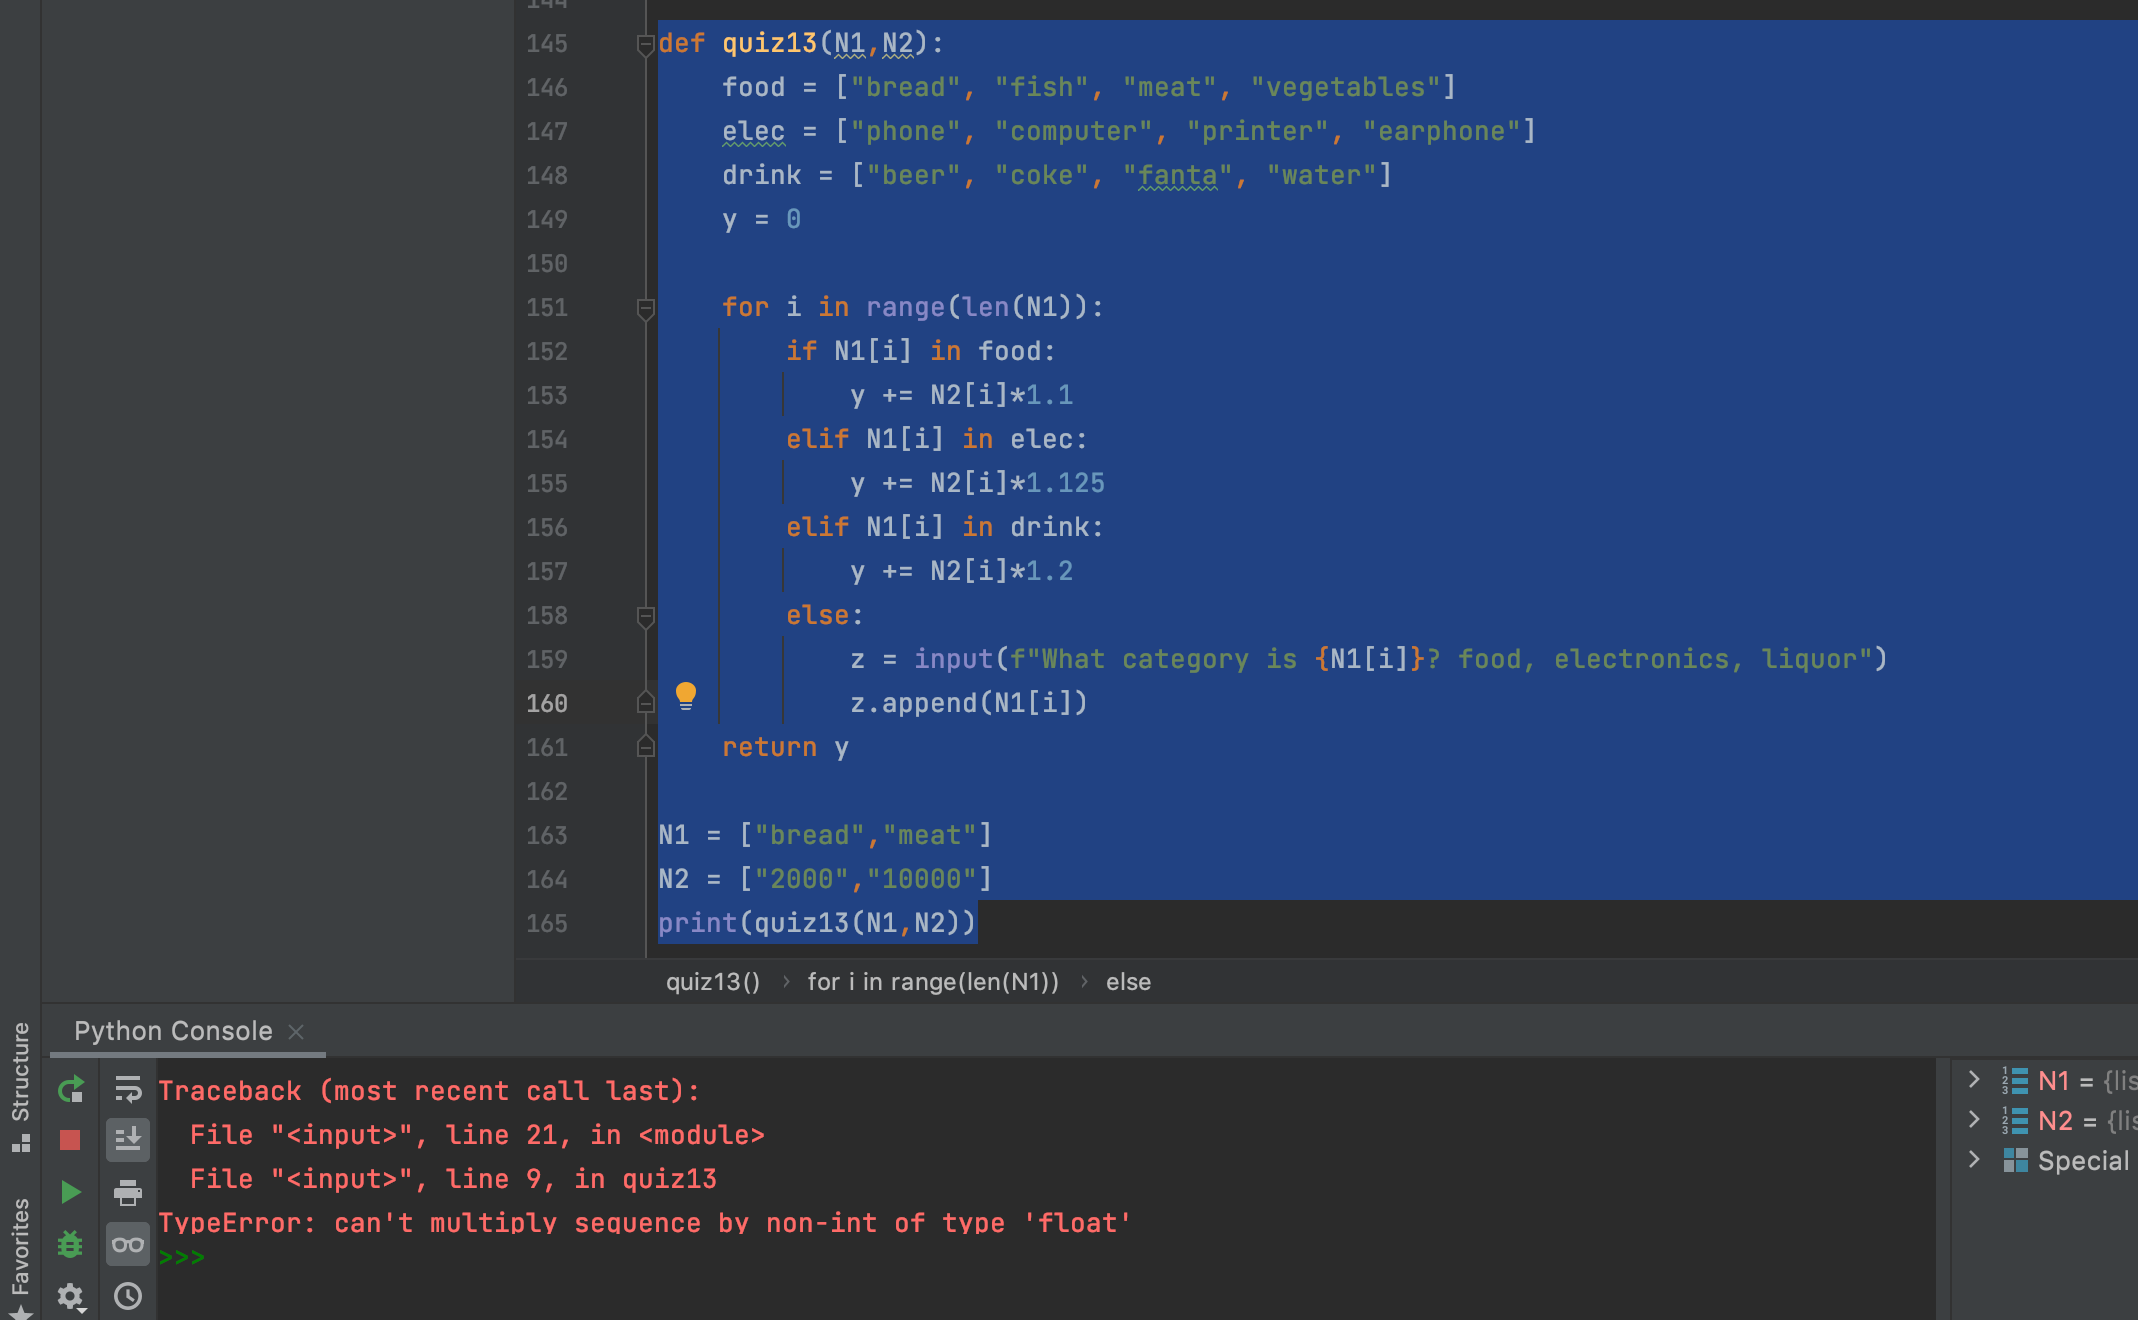 144
145 def quiz13(N1,N2):
146 food = ["bread", "fish", "meat", "vegetables"]
147 elec = ["phone", "computer", "printer", "earphone"]
148 drink = ["beer", "coke", "fanta", "water"]
149 y = 0
150
151 for i in range(len(N1)):
152 if N1[i] in food:
153 y += N2[i]*1.1
154 elif N1[i] in elec:
155 y += N2[i]*1.125
156 elif N1[i] in drink:
157 y += N2[i]*1.2
158 else:
159 z = input(f"What category is {N1[i]}? food, electronics, liquor")
160 z.append(N1[i])
161 return y
162
163 N1 = ["bread","meat"]
164 N2 = ["2000","10000"]
165 print(quiz13(N1,N2))
quiz13() › for i in range(len(N1)) › else
Python Console
Structure
Favorites
Traceback (most recent call last):
File "<input>", line 21, in <module>
File "<input>", line 9, in quiz13
TypeError: can't multiply sequence by non-int of type 'float'
>>>
N1 = {lis
N2 = {lis
Special